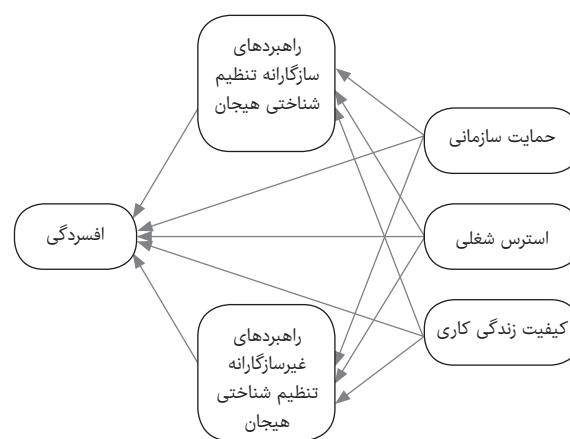 راهبردهای
سازگارانه تنظیم
شناختی هیجان
حمایت سازمانی
استرس شغلی
افسردگی
کیفیت زندگی کاری
راهبردهای
غیرسازگارانه
تنظیم شناختی
هیجان